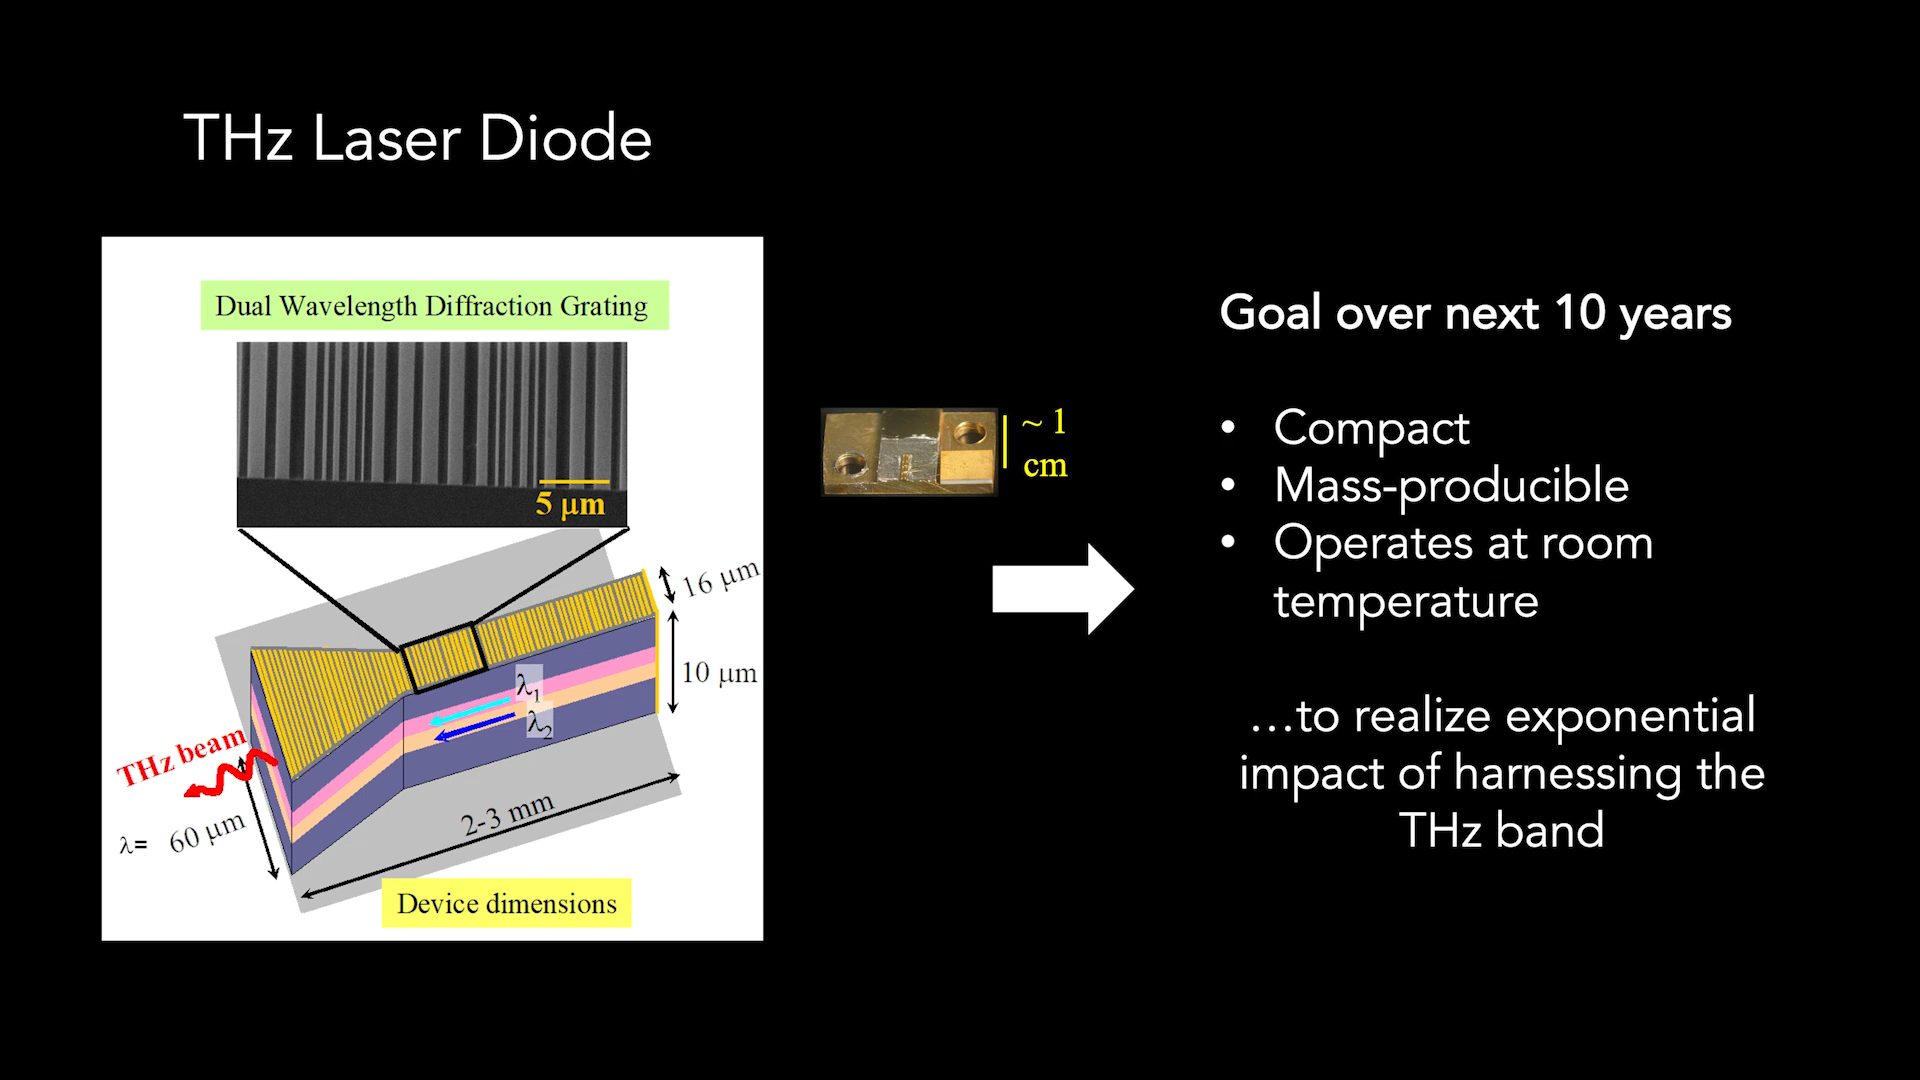 THz Laser Diode
Dual Wavelength Diffraction Grating
5 μm
16 μm
10 μm
λ1
λ2
THz beam
λ= 60 μm
2-3 mm
Device dimensions
~ 1
cm
Goal over next 10 years
• Compact
• Mass-producible
• Operates at room
temperature
…to realize exponential
impact of harnessing the
THz band